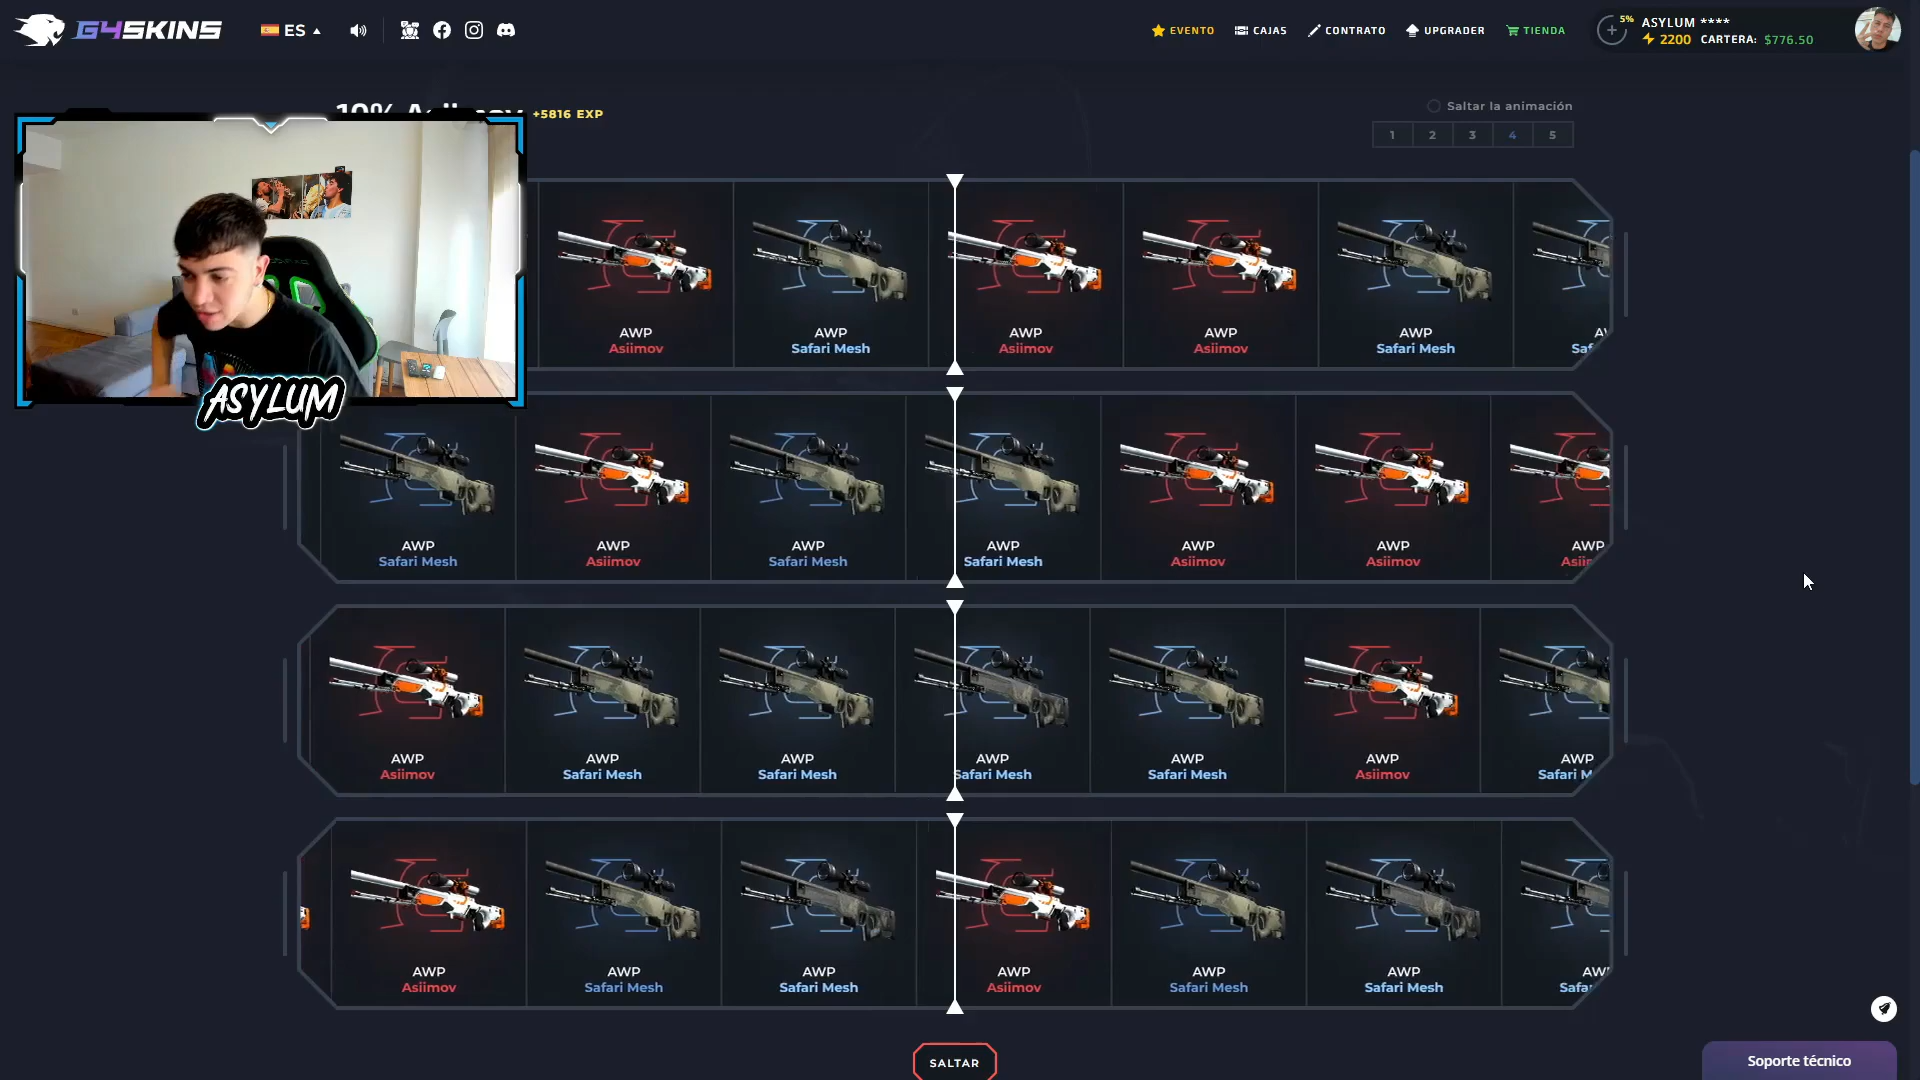 G4SKINS
ES
EVENTO
CAJAS
CONTRATO
UPGRADER
TIENDA
5%
ASYLUM ****
2200 CARTERA: $776.50
10% Asiimov +5816 EXP
Saltar la animación
1 2 3 4 5
AWP
Asiimov
AWP
Safari Mesh
AWP
Asiimov
AWP
Asiimov
AWP
Safari Mesh
ASYLUM
AWP
Safari Mesh
AWP
Asiimov
AWP
Safari Mesh
AWP
Safari Mesh
AWP
Asiimov
AWP
Asiimov
AWP
AWP
Asiimov
AWP
Safari Mesh
AWP
Safari Mesh
AWP
Safari Mesh
AWP
Safari Mesh
AWP
Asiimov
AWP
Safari M
AWP
Asiimov
AWP
Safari Mesh
AWP
Safari Mesh
AWP
Asiimov
AWP
Safari Mesh
AWP
Safari Mesh
SALTAR
Soporte técnico